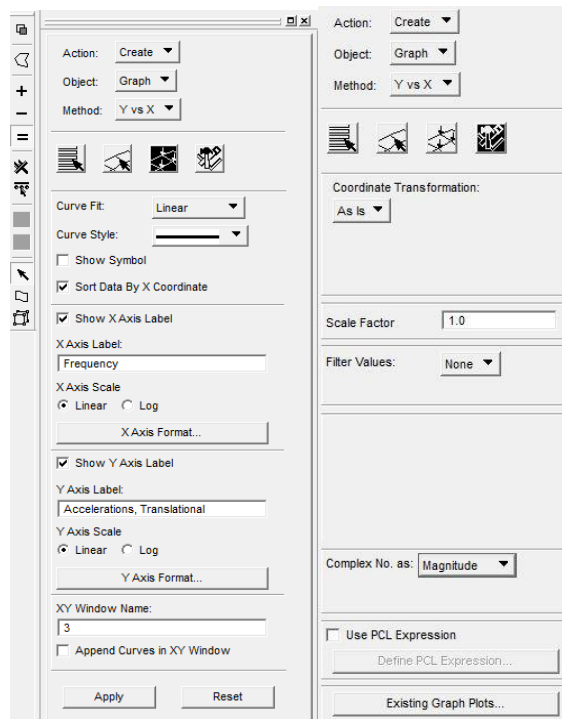 Action: Create
Object: Graph
Method: Y vs X
Curve Fit: Linear
Curve Style:
Show Symbol
Sort Data By X Coordinate
Show X Axis Label
X Axis Label:
Frequency
X Axis Scale
Linear Log
X Axis Format...
Show Y Axis Label
Y Axis Label:
Accelerations, Translational
Y Axis Scale
Linear Log
Y Axis Format...
XY Window Name:
3
Append Curves in XY Window
Apply Reset
Action: Create
Object: Graph
Method: Y vs X
Coordinate Transformation:
As Is
Scale Factor 1.0
Filter Values: None
Complex No. as: Magnitude
Use PCL Expression
Define PCL Expression...
Existing Graph Plots...